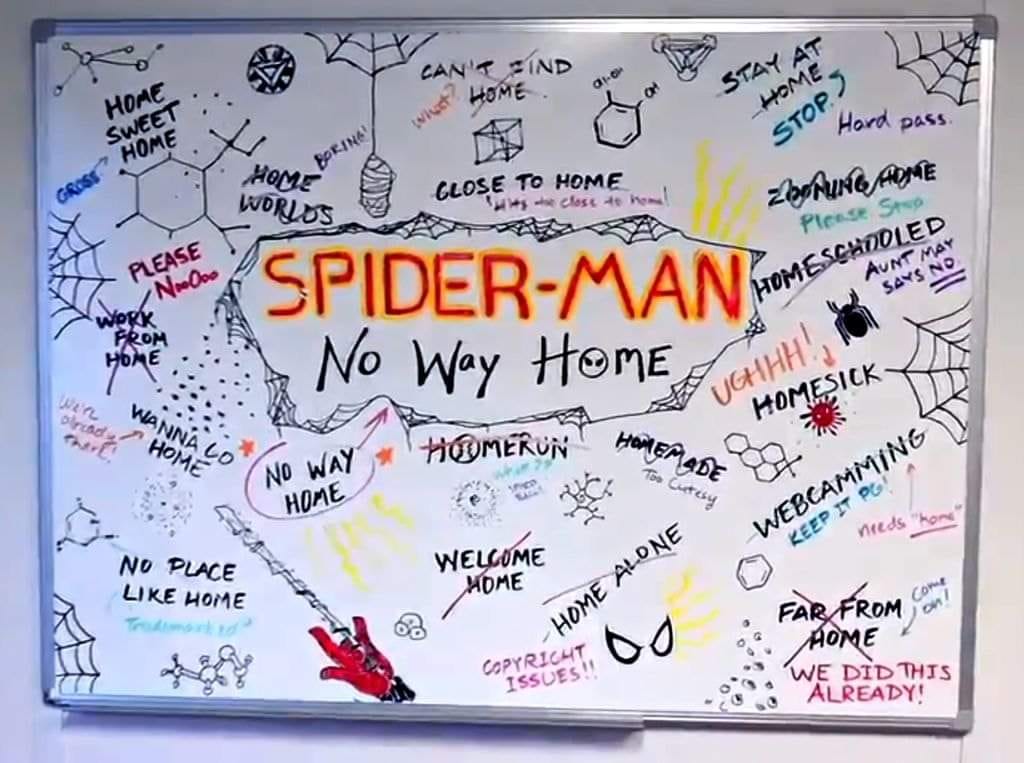 HOME
SWEET
HOME
GROSS
HOME
WORLDS
BORING!
CAN'T FIND
HOME
What?
CH₂OH
OH
STAY AT
HOME
STOP.
Hard pass.
CLOSE TO HOME
Hits too close to home!
ZOOMING HOME
Please Stop
HOMESCHOOLED
AUNT MAY
SAYS NO.
PLEASE
NooOoo
WORK
FROM
HOME
SPIDER-MAN
No Way Home
UGHHH!
HOMESICK
We're
already
there!
WANNA GO
HOME
NO WAY
HOME
HOOMERUN
HOMEMADE
Too Cutesy
WEBCAMMING
KEEP IT PG!
needs "home"
NO PLACE
LIKE HOME
Trademarked
WELCOME
HOME
HOME ALONE
COPYRIGHT
ISSUES!!
FAR FROM
HOME
COME
ON!
WE DID THIS
ALREADY!